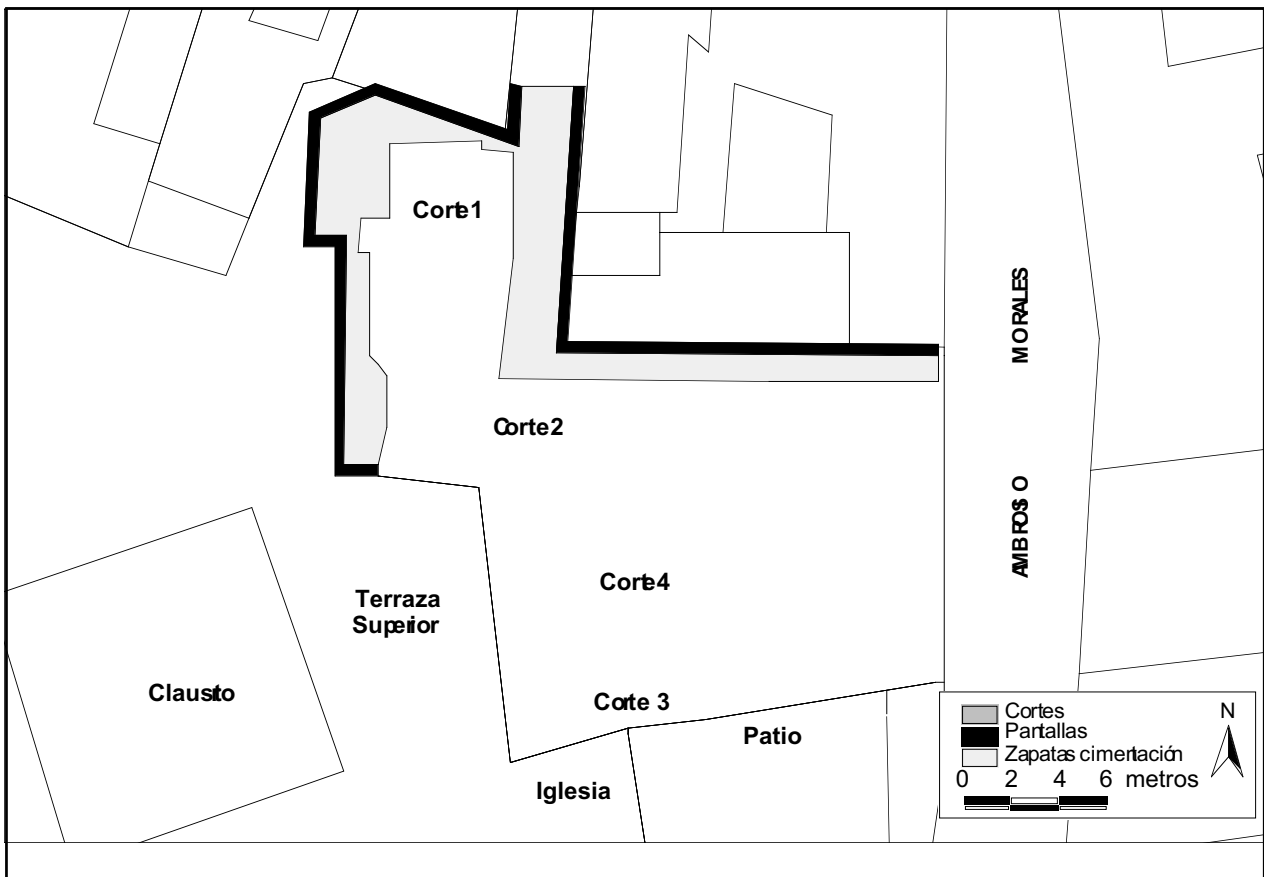 Corte1
MORALES
Corte2
AMBROSIO
Corte4
Terraza
Superior
Claustro
Corte 3
Patio
Iglesia
Cortes
Pantallas
Zapatas cimentación
N
0 2 4 6 metros